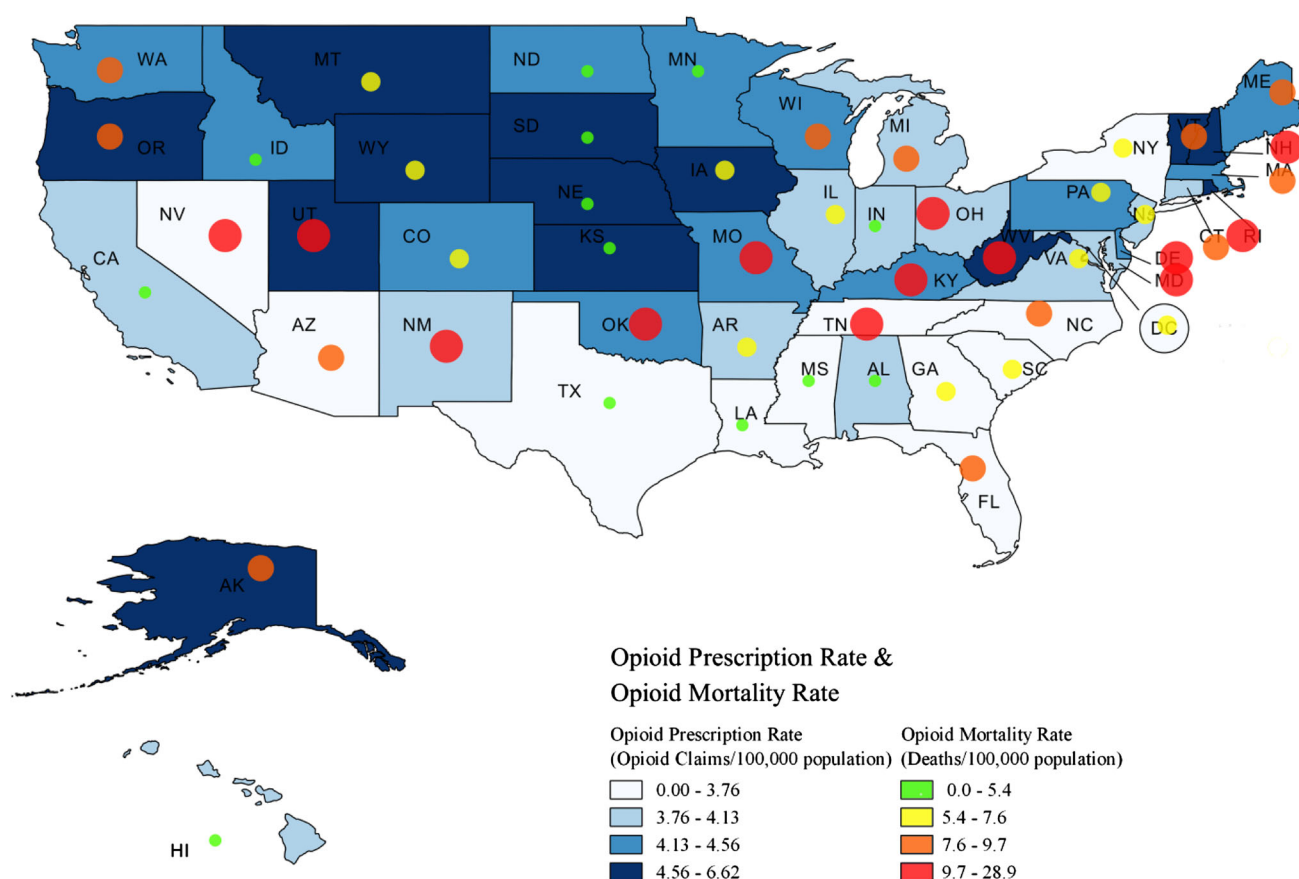 WA
MT
ND
MN
ME
WI
MI
VT
NH
OR
ID
SD
WY
IA
NY
MA
NE
PA
NJ
NV
UT
IL
IN
OH
CO
KS
MO
WV
CT
RI
CA
VA
DE
KY
MD
AZ
NM
OK
AR
TN
NC
DC
MS
AL
GA
SC
TX
LA
FL
AK
HI
Opioid Prescription Rate &
Opioid Mortality Rate
Opioid Prescription Rate
(Opioid Claims/100,000 population)
0.00 - 3.76
3.76 - 4.13
4.13 - 4.56
4.56 - 6.62
Opioid Mortality Rate
(Deaths/100,000 population)
0.0 - 5.4
5.4 - 7.6
7.6 - 9.7
9.7 - 28.9